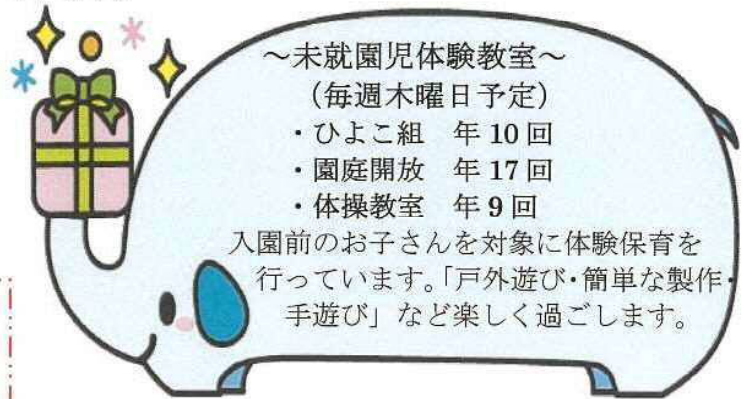 ～未就園児体験教室～
（毎週木曜日予定）
・ひよこ組　年 10 回
・園庭開放　年 17 回
・体操教室　年 9 回
入園前のお子さんを対象に体験保育を
行っています。「戸外遊び・簡単な製作・
手遊び」など楽しく過ごします。